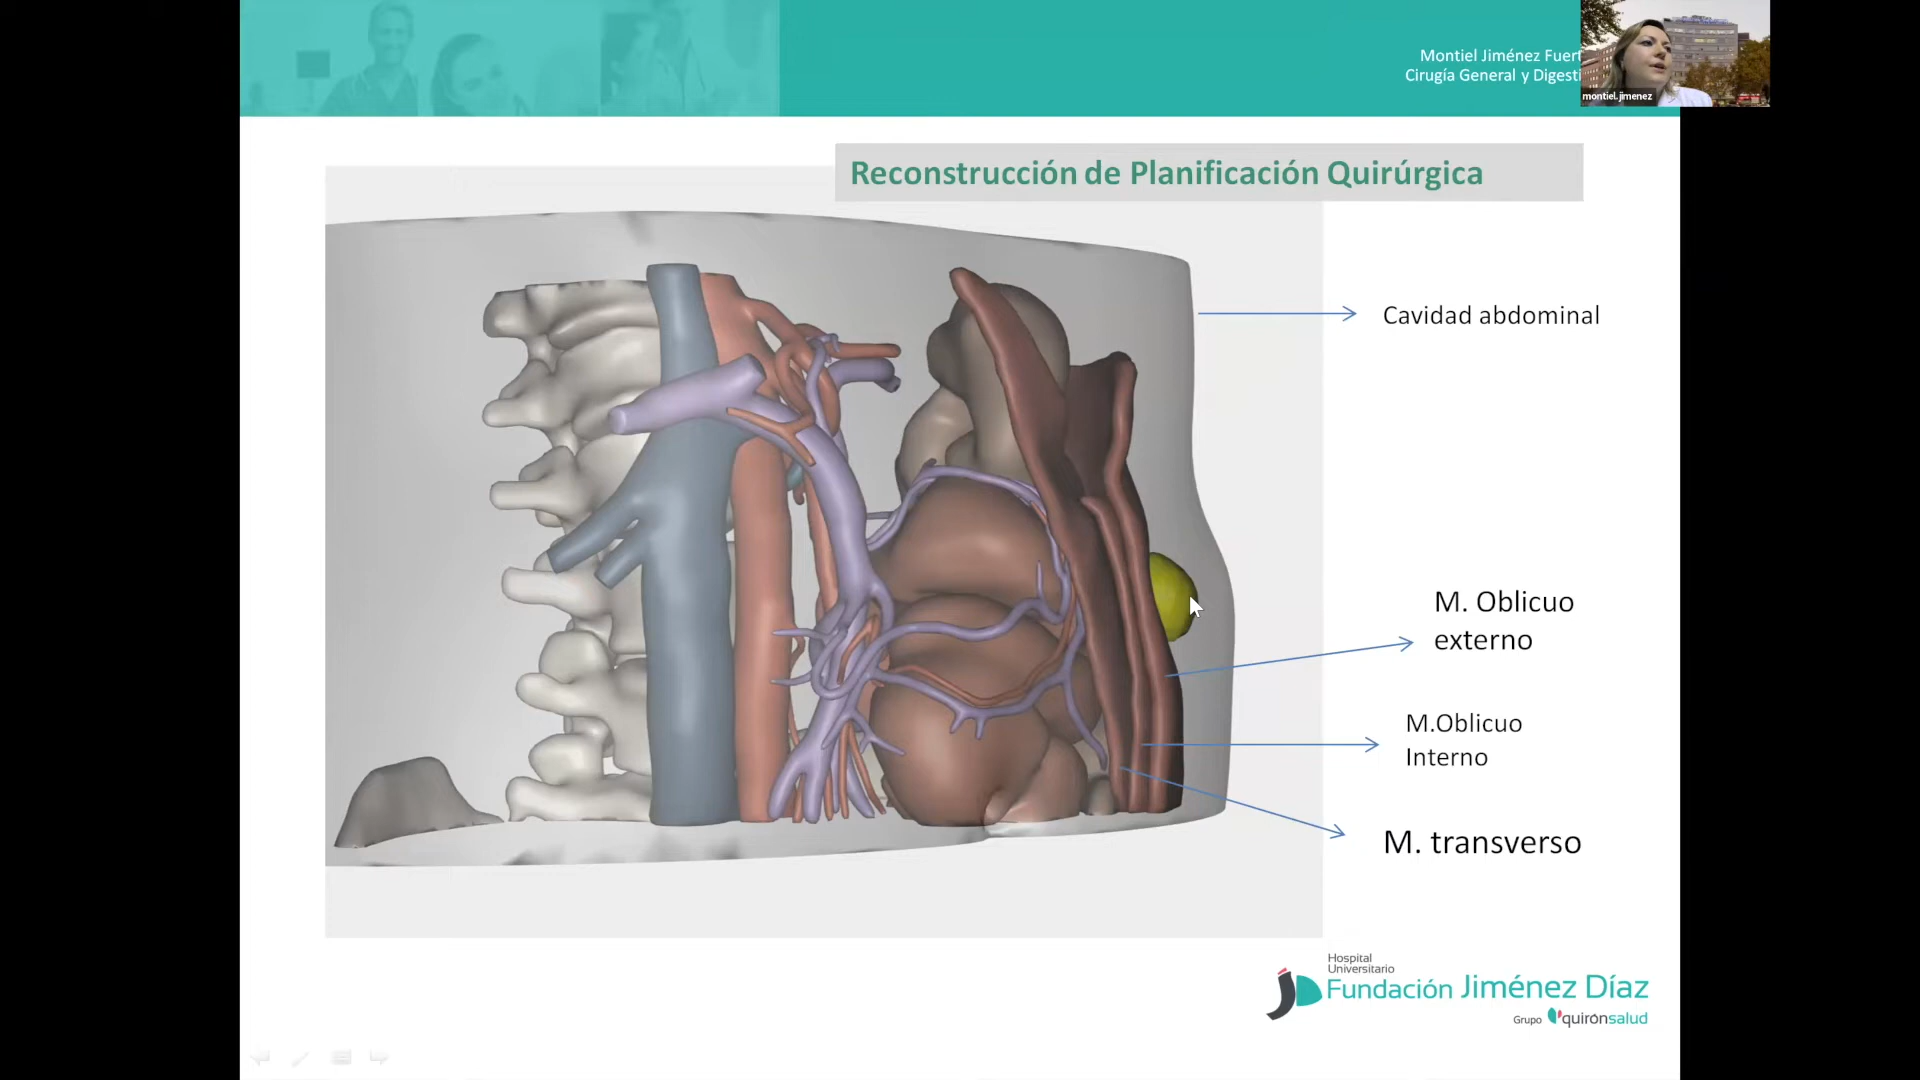 Montiel Jiménez Fuert
Cirugía General y Digesti
montiel.jimenez
Reconstrucción de Planificación Quirúrgica
Cavidad abdominal
M. Oblicuo
externo
M.Oblicuo
Interno
M. transverso
Hospital
Universitario
Fundación Jiménez Díaz
Grupo quirónsalud